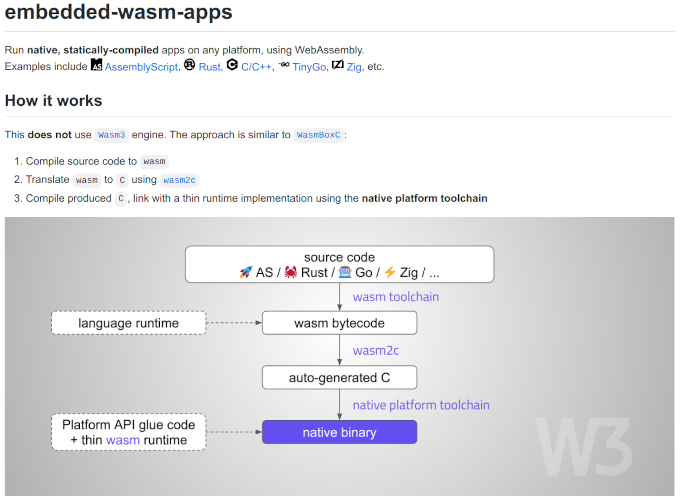 embedded-wasm-apps
Run native, statically-compiled apps on any platform, using WebAssembly.
Examples include AS AssemblyScript, Rust, C/C++, GO TinyGo, Zig, etc.
How it works
This does not use Wasm3 engine. The approach is similar to WasmBoxC:
1. Compile source code to wasm
2. Translate wasm to C using wasm2c
3. Compile produced C, link with a thin runtime implementation using the native platform toolchain
source code
AS / Rust / Go / Zig / ...
wasm toolchain
language runtime
wasm bytecode
wasm2c
auto-generated C
native platform toolchain
Platform API glue code
+ thin wasm runtime
native binary
W3